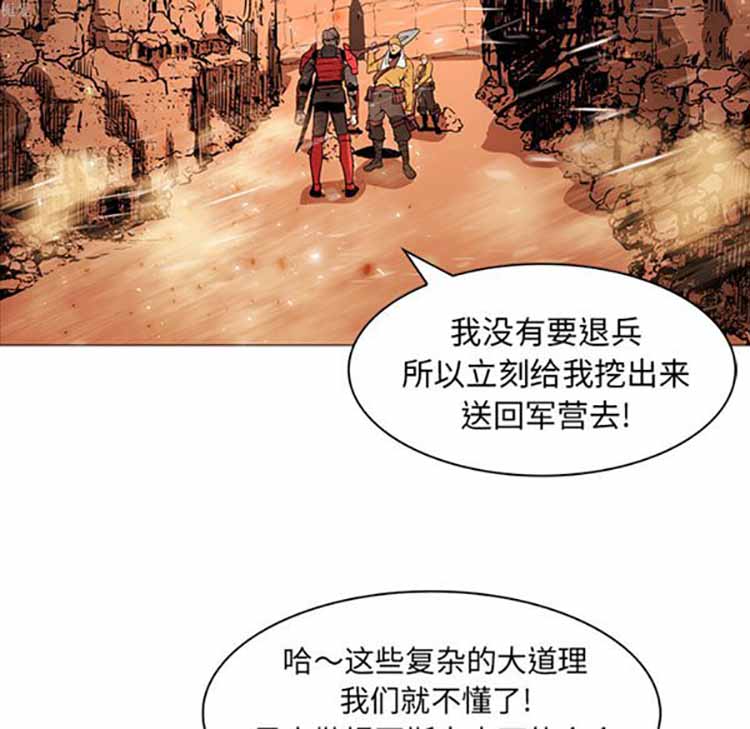 我没有要退兵
所以立刻给我挖出来
送回军营去!
哈～这些复杂的大道理
我们就不懂了!